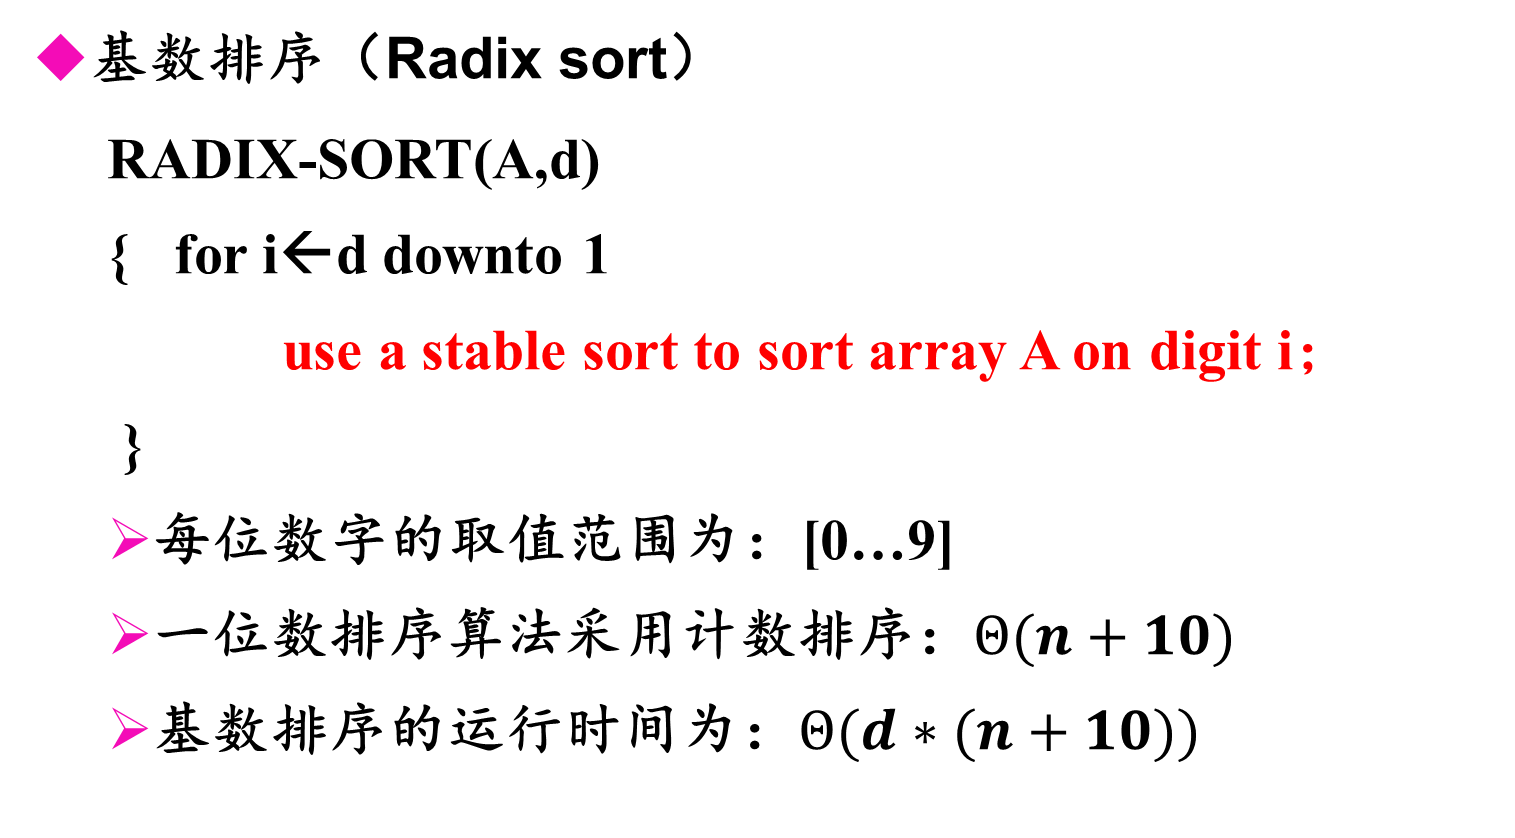 ◆基数排序（Radix sort）
RADIX-SORT(A,d)
{ for i←d downto 1
use a stable sort to sort array A on digit i；
}
➢每位数字的取值范围为：[0…9]
➢一位数排序算法采用计数排序：Θ(n + 10)
➢基数排序的运行时间为：Θ(d * (n + 10))